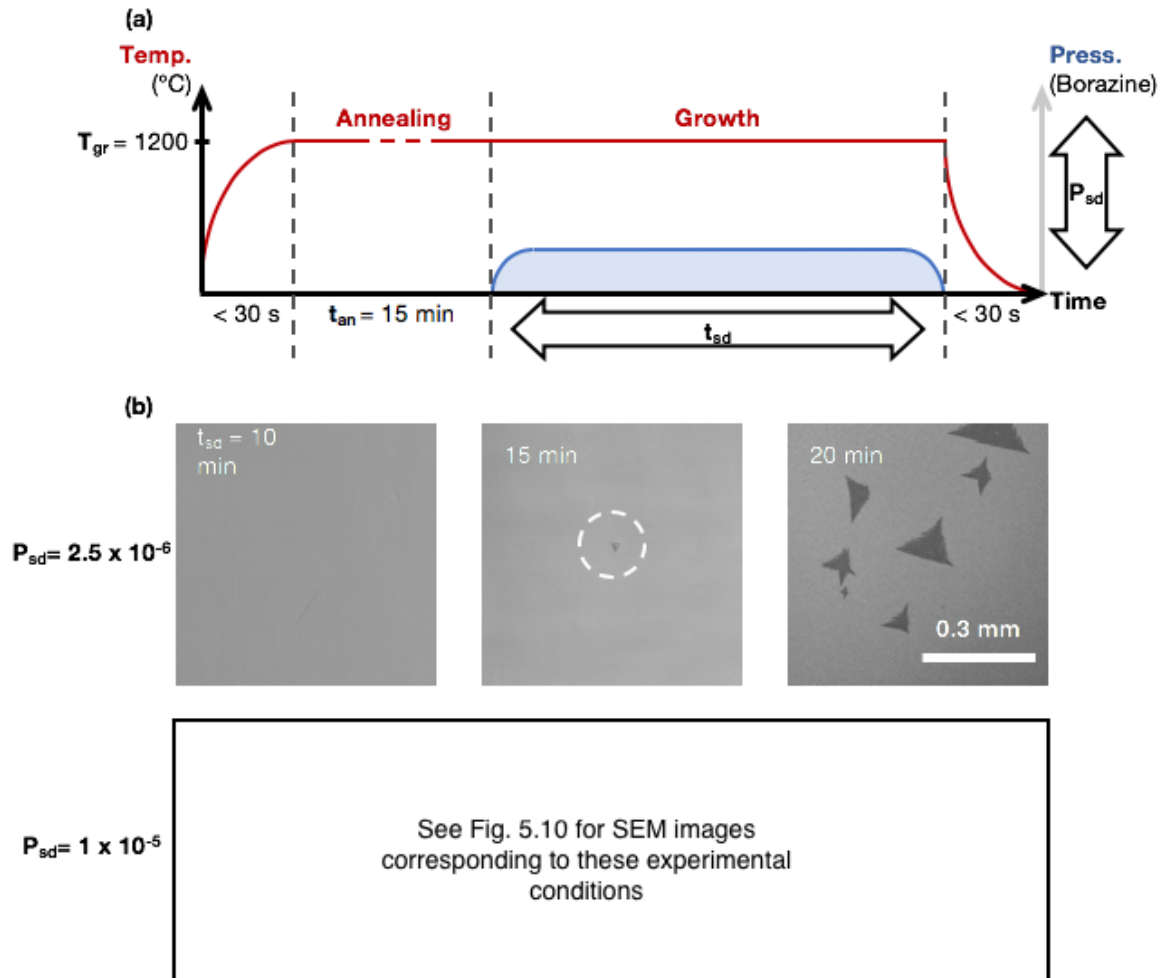 (a)
Temp.
(°C)
Press.
(Borazine)
Annealing
Growth
T_gr = 1200
P_sd
< 30 s
t_an = 15 min
t_sd
< 30 s
Time
(b)
t_sd = 10
min
15 min
20 min
P_sd= 2.5 x 10^-6
0.3 mm
P_sd= 1 x 10^-5
See Fig. 5.10 for SEM images
corresponding to these experimental
conditions